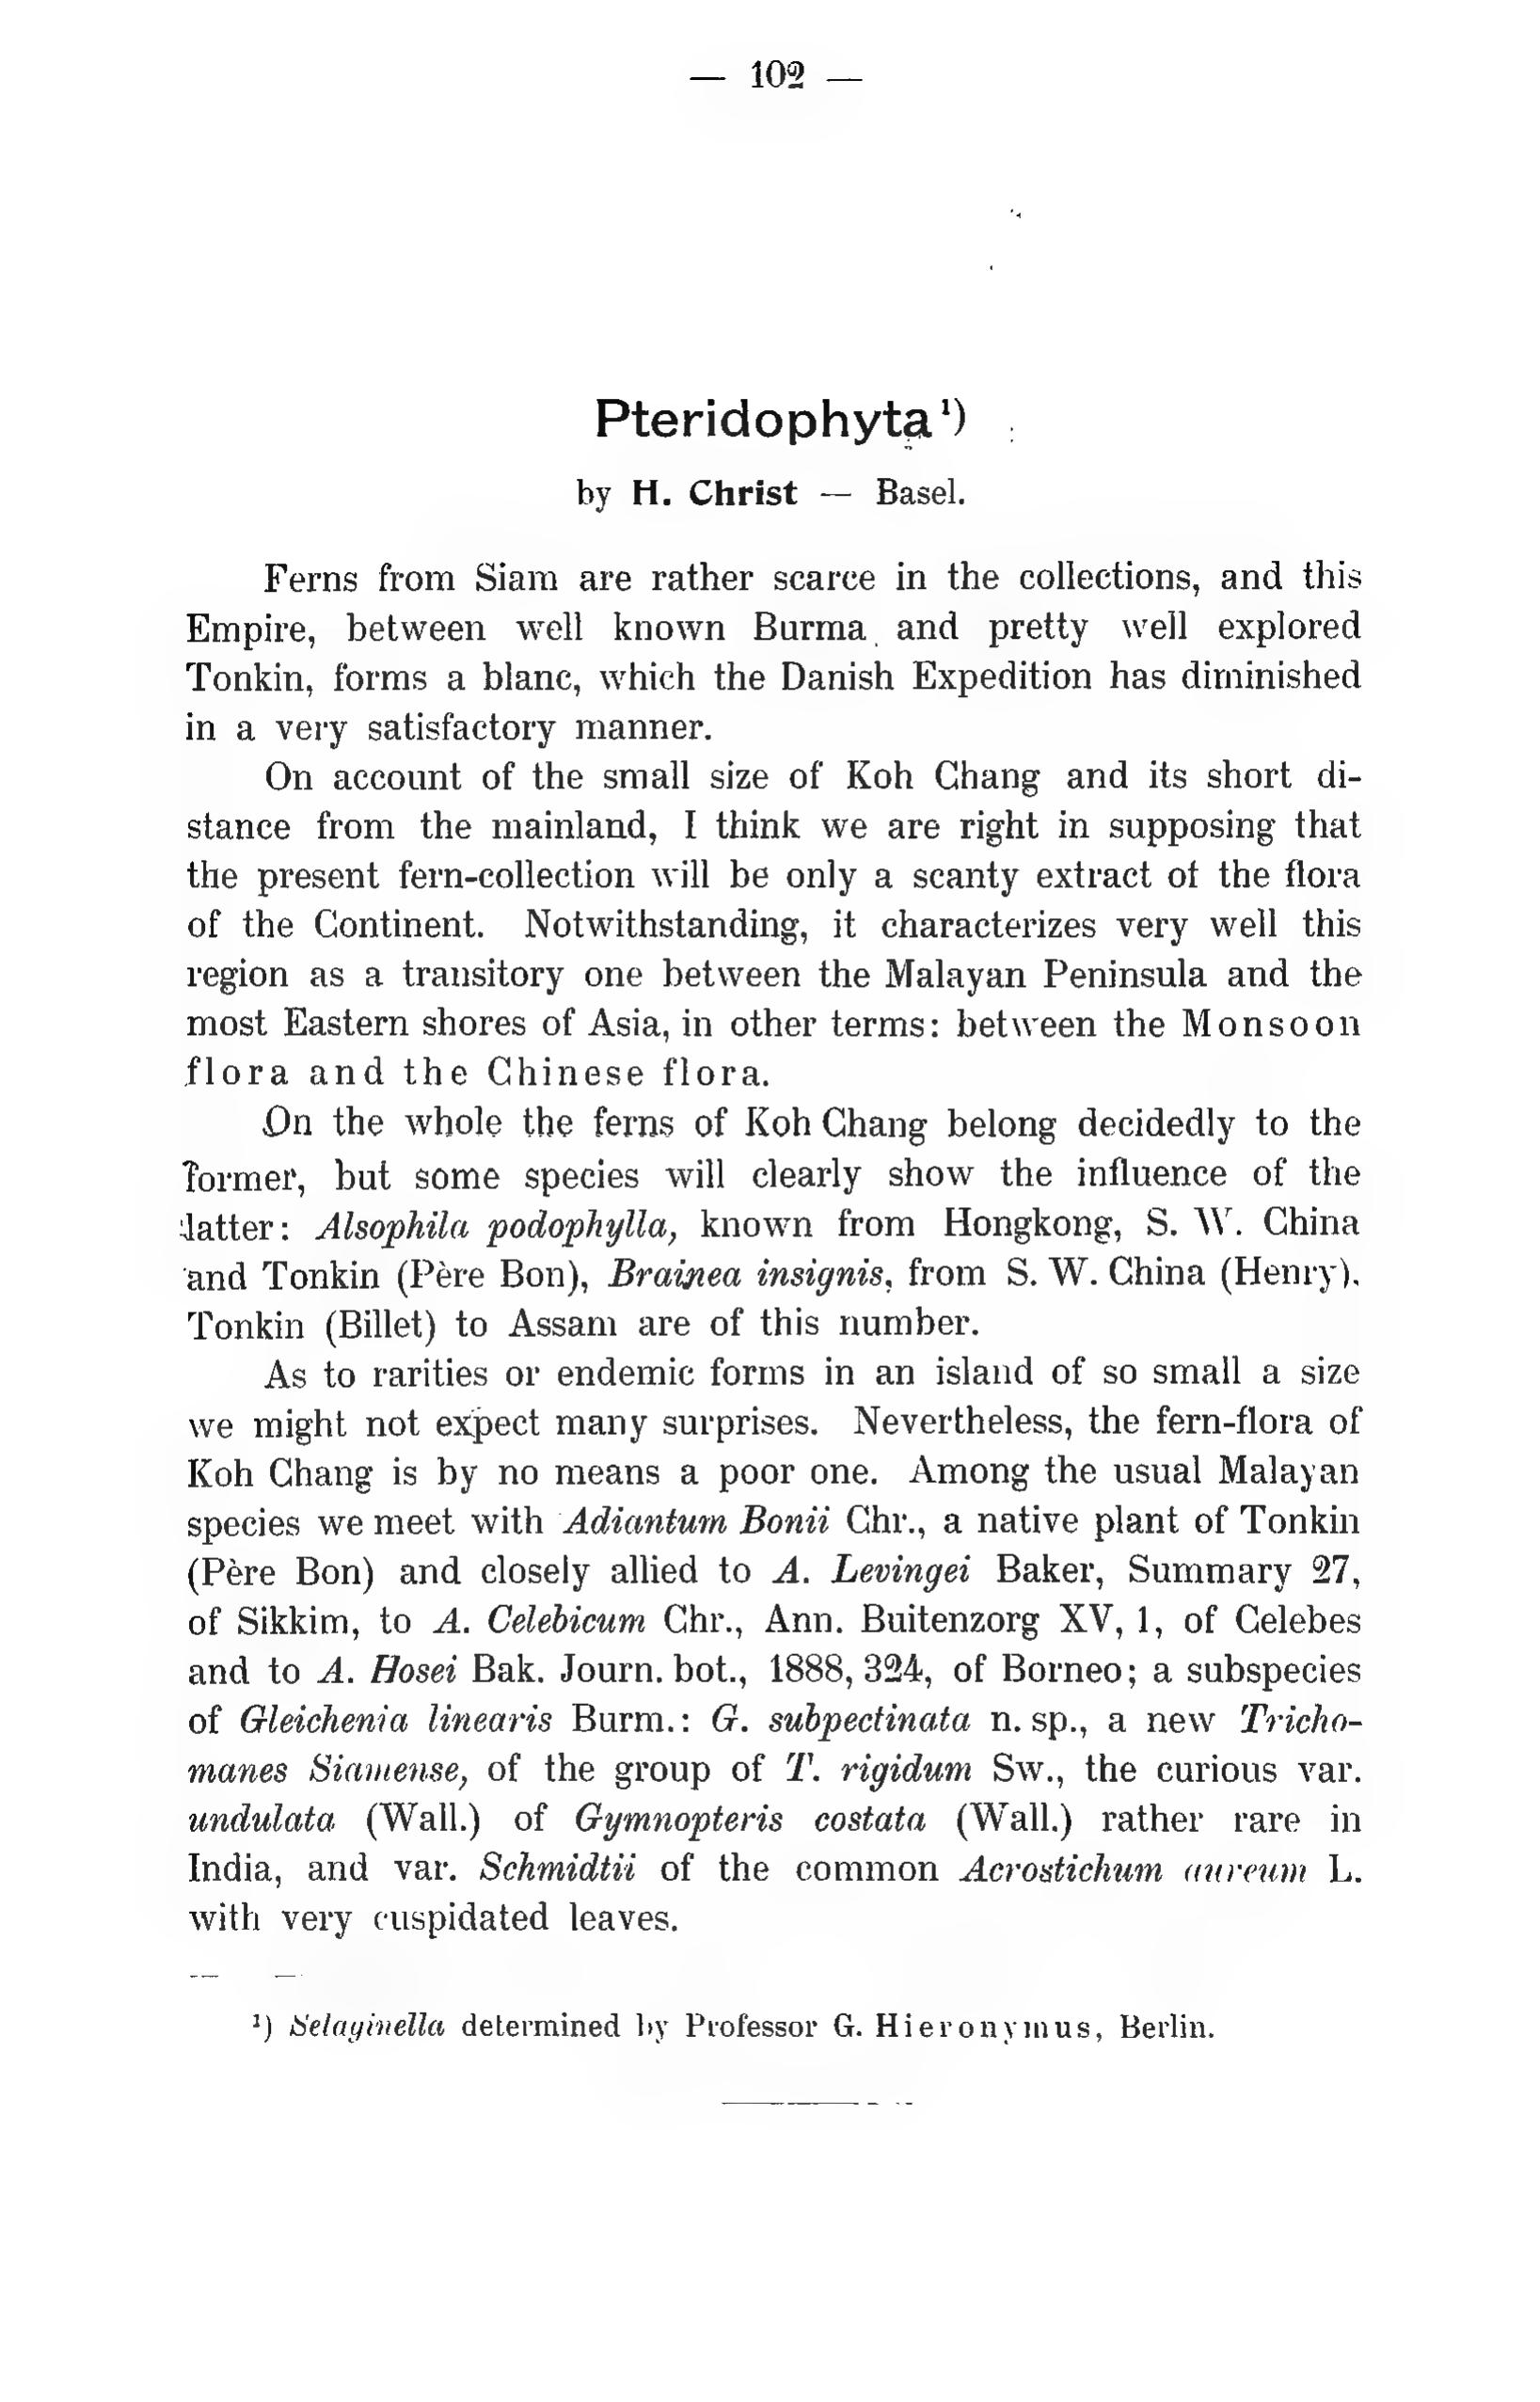 — 102 —
Pteridophyta ¹)
by H. Christ — Basel.
Ferns from Siam are rather scarce in the collections, and this
Empire, between well known Burma and pretty well explored
Tonkin, forms a blanc, which the Danish Expedition has diminished
in a very satisfactory manner.
On account of the small size of Koh Chang and its short di-
stance from the mainland, I think we are right in supposing that
the present fern-collection will be only a scanty extract of the flora
of the Continent. Notwithstanding, it characterizes very well this
region as a transitory one between the Malayan Peninsula and the
most Eastern shores of Asia, in other terms: between the Monsoon
flora and the Chinese flora.
On the whole the ferns of Koh Chang belong decidedly to the
former, but some species will clearly show the influence of the
latter: Alsophila podophylla, known from Hongkong, S. W. China
and Tonkin (Père Bon), Brainea insignis, from S. W. China (Henry),
Tonkin (Billet) to Assam are of this number.
As to rarities or endemic forms in an island of so small a size
we might not expect many surprises. Nevertheless, the fern-flora of
Koh Chang is by no means a poor one. Among the usual Malayan
species we meet with Adiantum Bonii Chr., a native plant of Tonkin
(Père Bon) and closely allied to A. Levingei Baker, Summary 27,
of Sikkim, to A. Celebicum Chr., Ann. Buitenzorg XV, 1, of Celebes
and to A. Hosei Bak. Journ. bot., 1888, 324, of Borneo; a subspecies
of Gleichenia linearis Burm.: G. subpectinata n. sp., a new Tricho-
manes Siamense, of the group of T. rigidum Sw., the curious var.
undulata (Wall.) of Gymnopteris costata (Wall.) rather rare in
India, and var. Schmidtii of the common Acrostichum aureum L.
with very cuspidated leaves.
¹) Selaginella determined by Professor G. Hieronymus, Berlin.